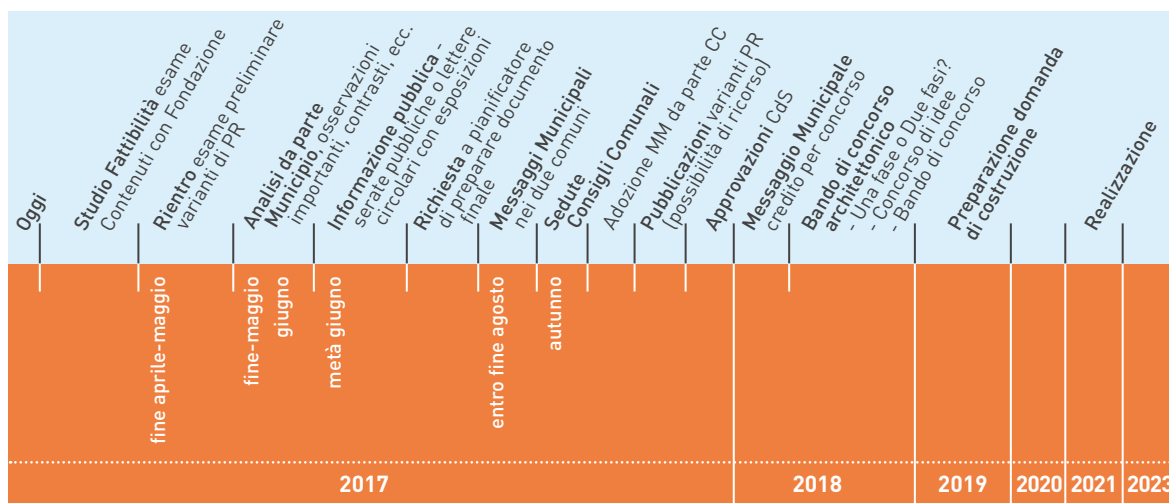 Oggi
Studio Fattibilità esame
Contenuti con Fondazione
Rientro esame preliminare
varianti di PR
Analisi da parte
Municipio, osservazioni
importanti, contrasti, ecc.
Informazione pubblica -
serate pubbliche o lettere
circolari con esposizioni
Richiesta a pianificatore
di preparare documento
finale
Messaggi Municipali
nei due comuni
Sedute
Consigli Comunali
Adozione MM da parte CC
Pubblicazioni varianti PR
(possibilità di ricorso)
Approvazioni CdS
Messaggio Municipale
credito per concorso
Bando di concorso
architettonico
- Una fase o Due fasi?
- Concorso di idee
- Bando di concorso
Preparazione domanda
di costruzione
Realizzazione
fine aprile-maggio
fine-maggio
giugno
metà giugno
entro fine agosto
autunno
2017
2018
2019
2020
2021
2023